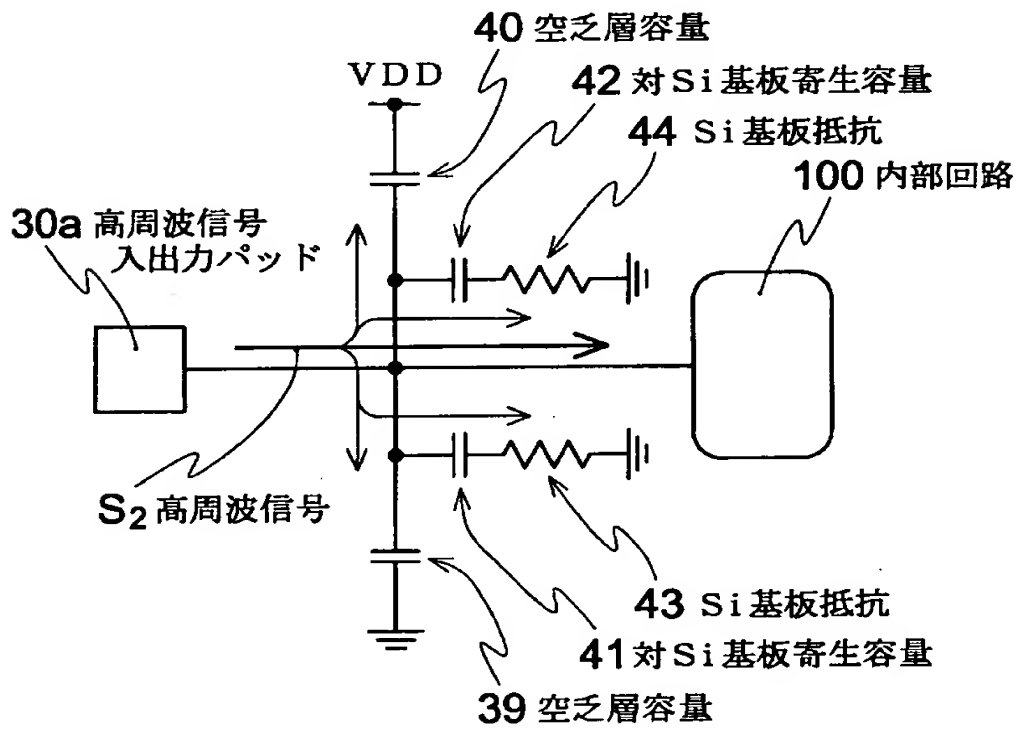 40 空乏層容量
VDD
42 対Si基板寄生容量
44 Si基板抵抗
100 内部回路
30a 高周波信号
入出力パッド
S2 高周波信号
43 Si基板抵抗
41 対Si基板寄生容量
39 空乏層容量